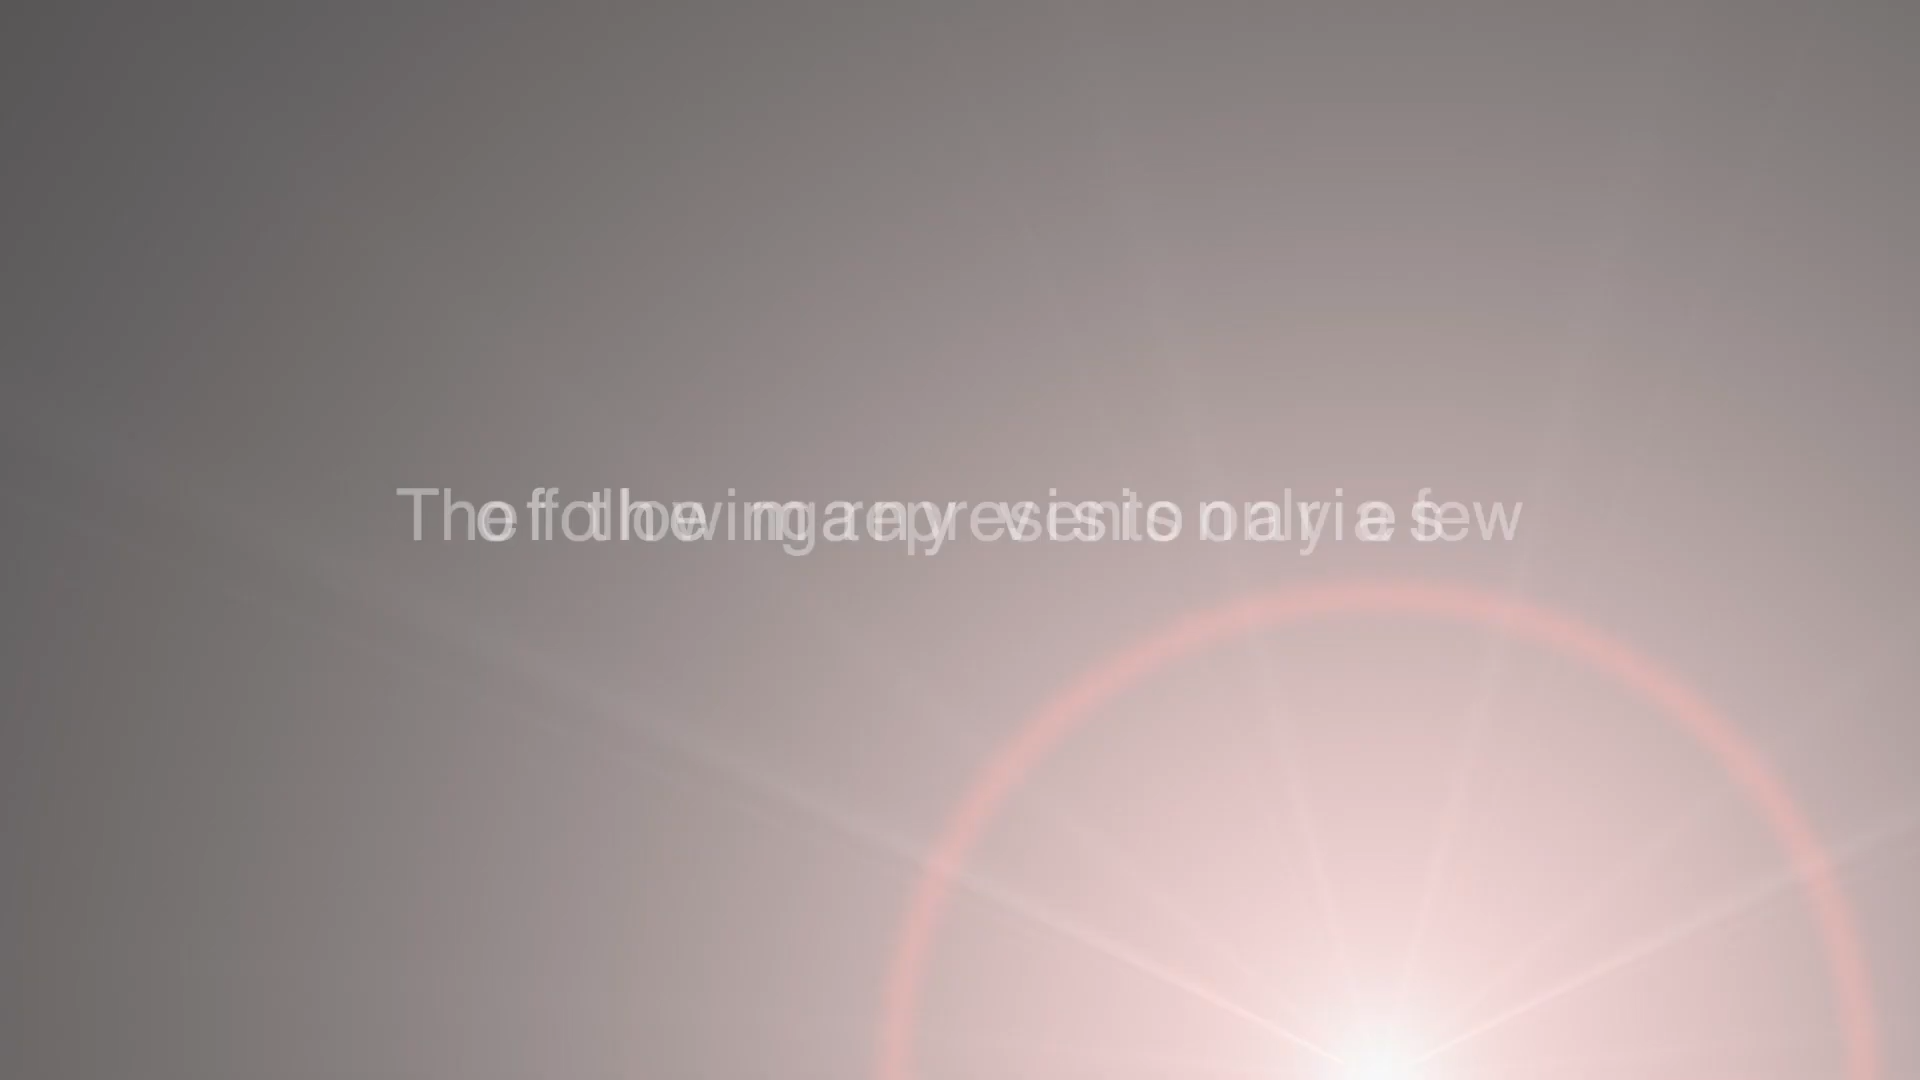 The following represents only a few
of the many visionaries